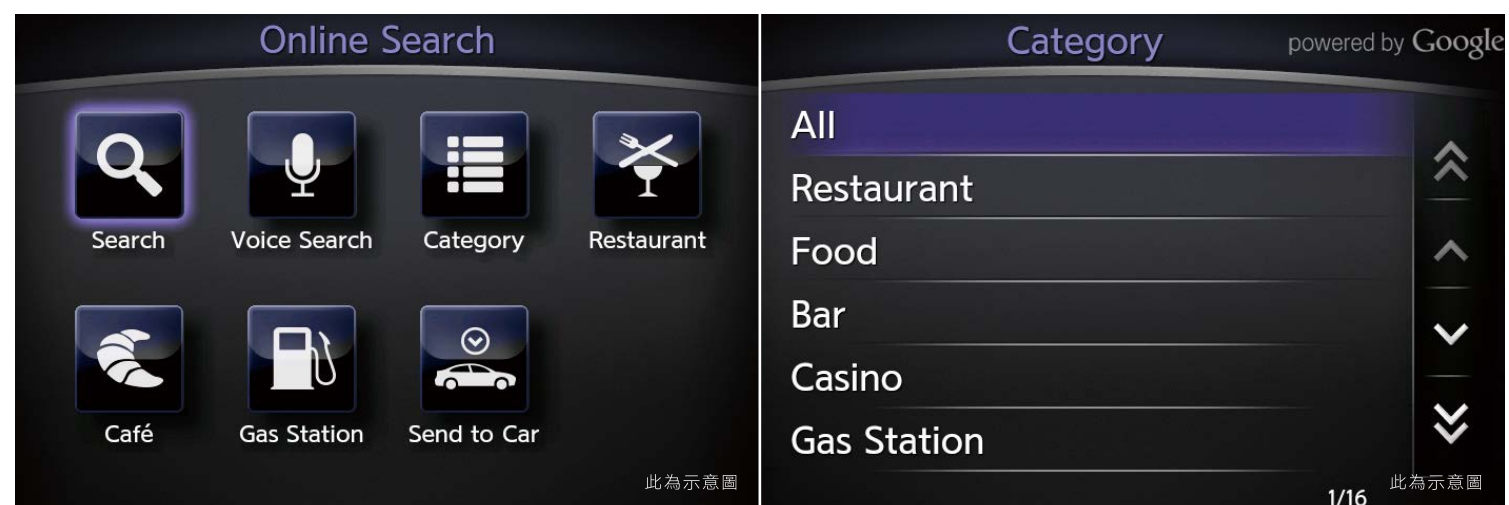 Online Search
Search
Voice Search
Category
Restaurant
Café
Gas Station
Send to Car
此為示意圖
Category
powered by Google
All
Restaurant
Food
Bar
Casino
Gas Station
1/16
此為示意圖